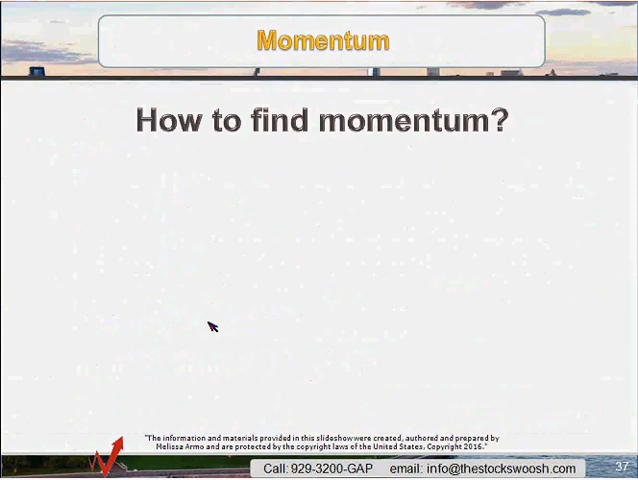 Momentum
How to find momentum?
"The information and materials provided in this slideshow were created, authored and prepared by
Melissa Armo and are protected by the copyright laws of the United States. Copyright 2016."
Call: 929-3200-GAP email: info@thestockswoosh.com
37